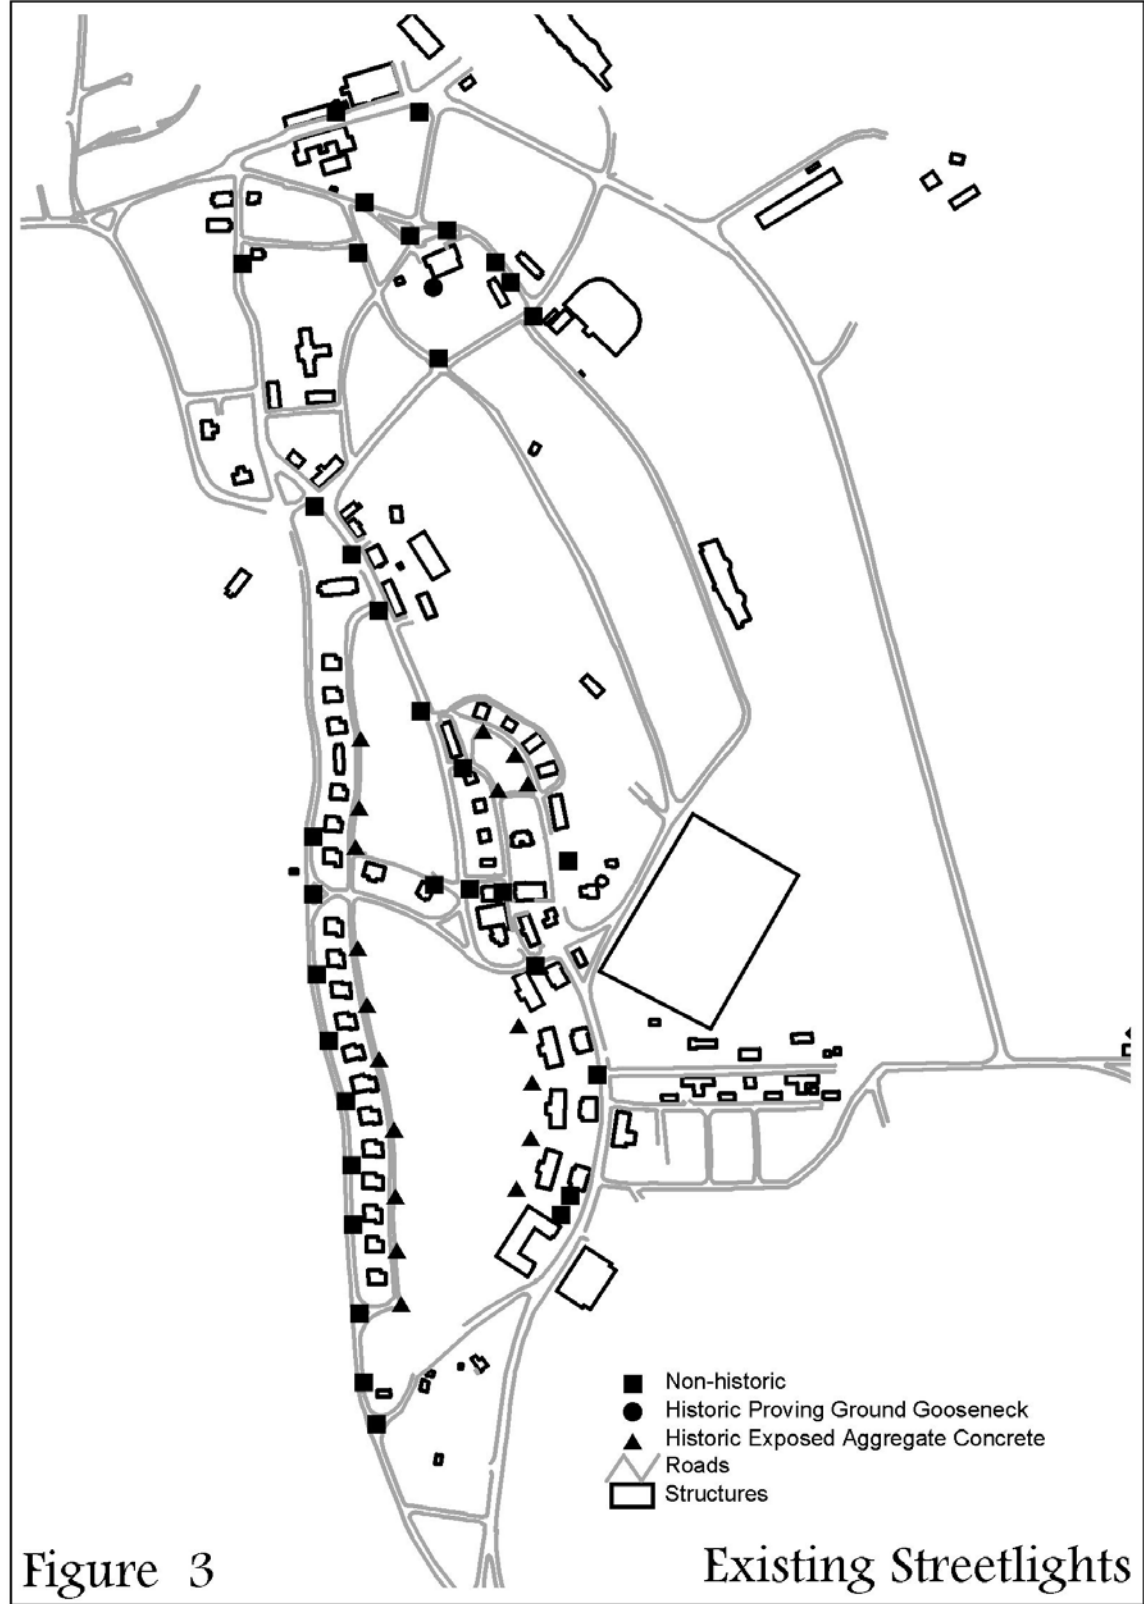 Non-historic
Historic Proving Ground Gooseneck
Historic Exposed Aggregate Concrete
Roads
Structures
Figure 3
Existing Streetlights